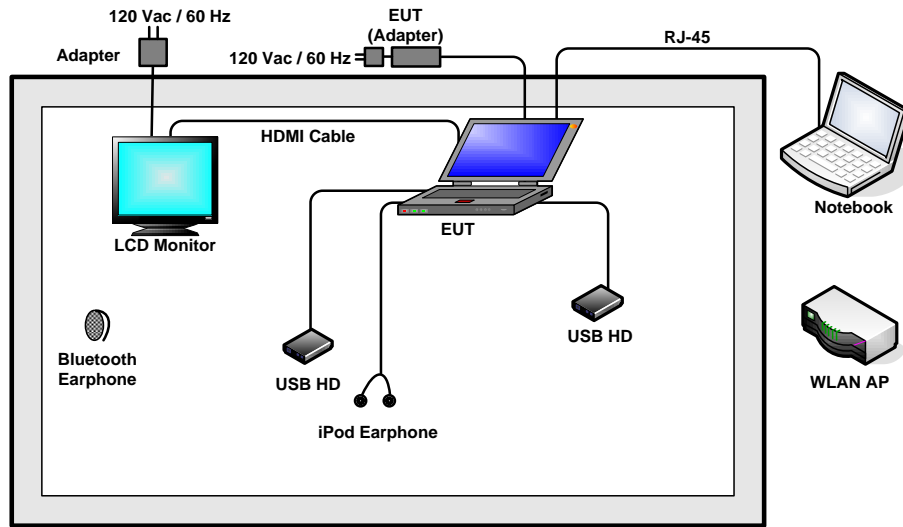 120 Vac / 60 Hz
EUT
(Adapter)
Adapter
120 Vac / 60 Hz
RJ-45
HDMI Cable
Notebook
EUT
LCD Monitor
USB HD
Bluetooth
Earphone
USB HD
WLAN AP
iPod Earphone